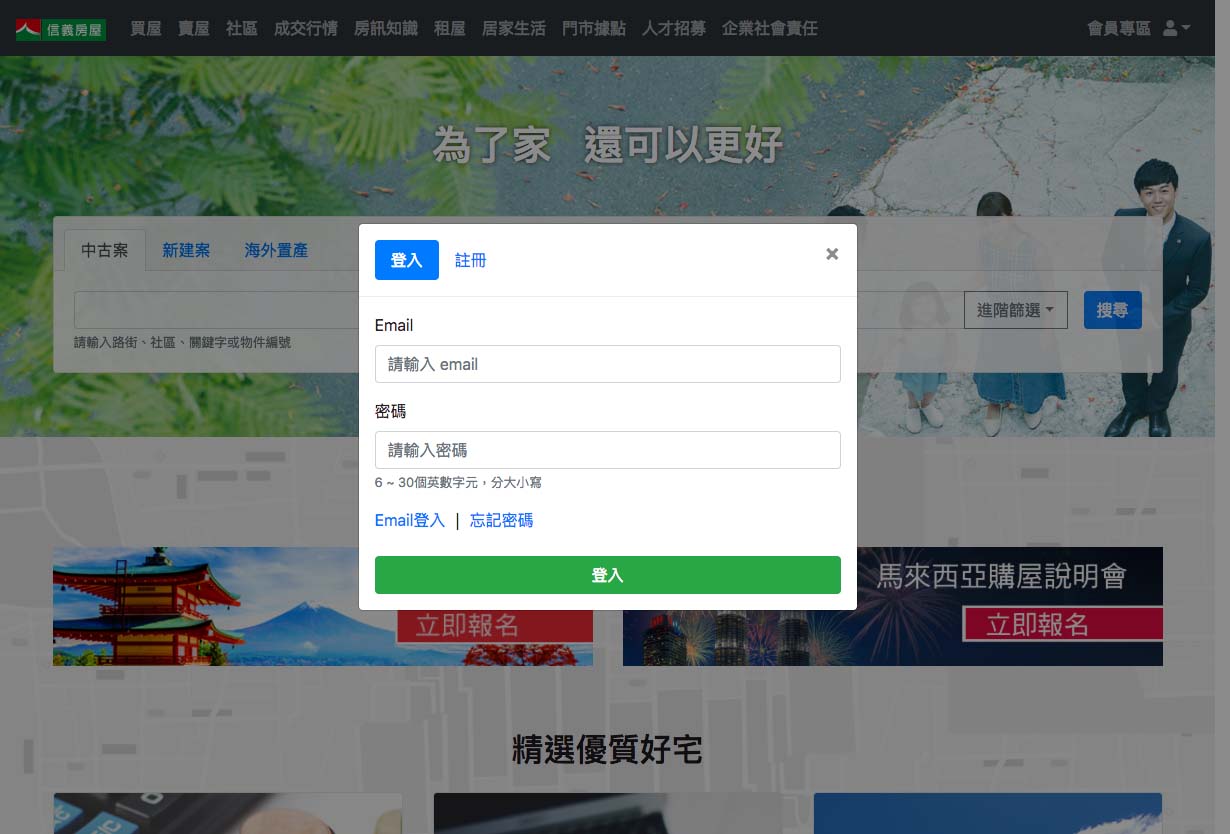 信義房屋 買屋 賣屋 社區 成交行情 房訊知識 租屋 居家生活 門市據點 人才招募 企業社會責任 會員專區
為了家 還可以更好
中古案 新建案 海外置產
登入 註冊 ×
進階篩選 搜尋
請輸入路街、社區、關鍵字或物件編號
Email
請輸入 email
密碼
請輸入密碼
6 ~ 30個英數字元，分大小寫
Email登入 | 忘記密碼
登入
馬來西亞購屋說明會
立即報名
立即報名
精選優質好宅